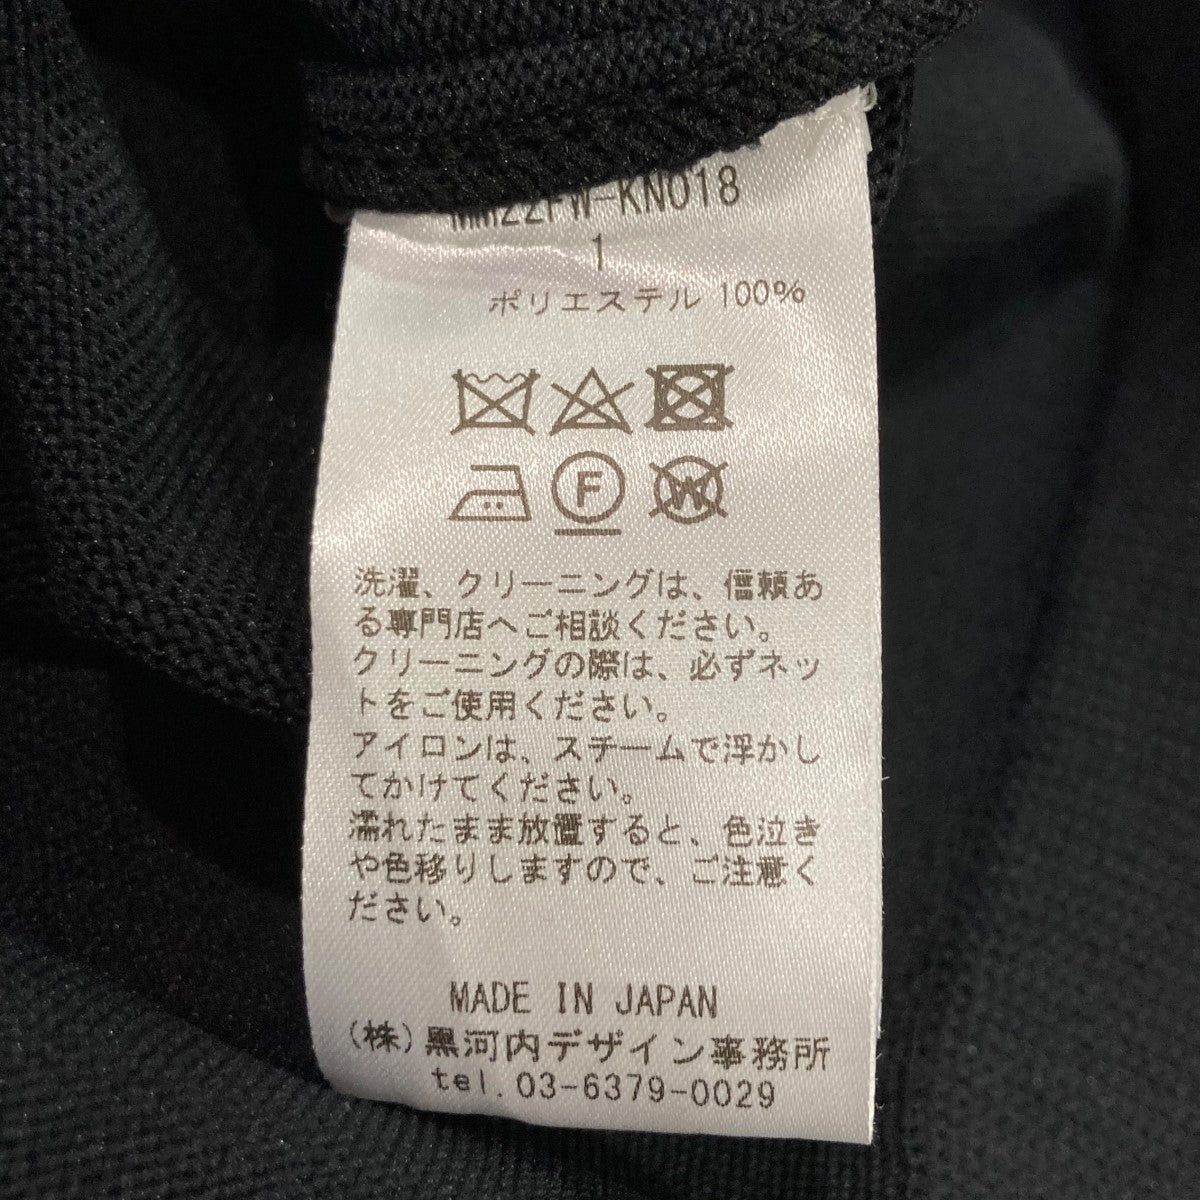 MM22FW-KN018
1
ポリエステル 100%
F
W
洗濯、クリーニングは、信頼あ
る専門店へご相談ください。
クリーニングの際は、必ずネッ
トをご使用ください。
アイロンは、スチームで浮かし
てかけてください。
濡れたまま放置すると、色泣き
や色移りしますので、ご注意く
ださい。
MADE IN JAPAN
(株)黒河内デザイン事務所
tel.03-6379-0029